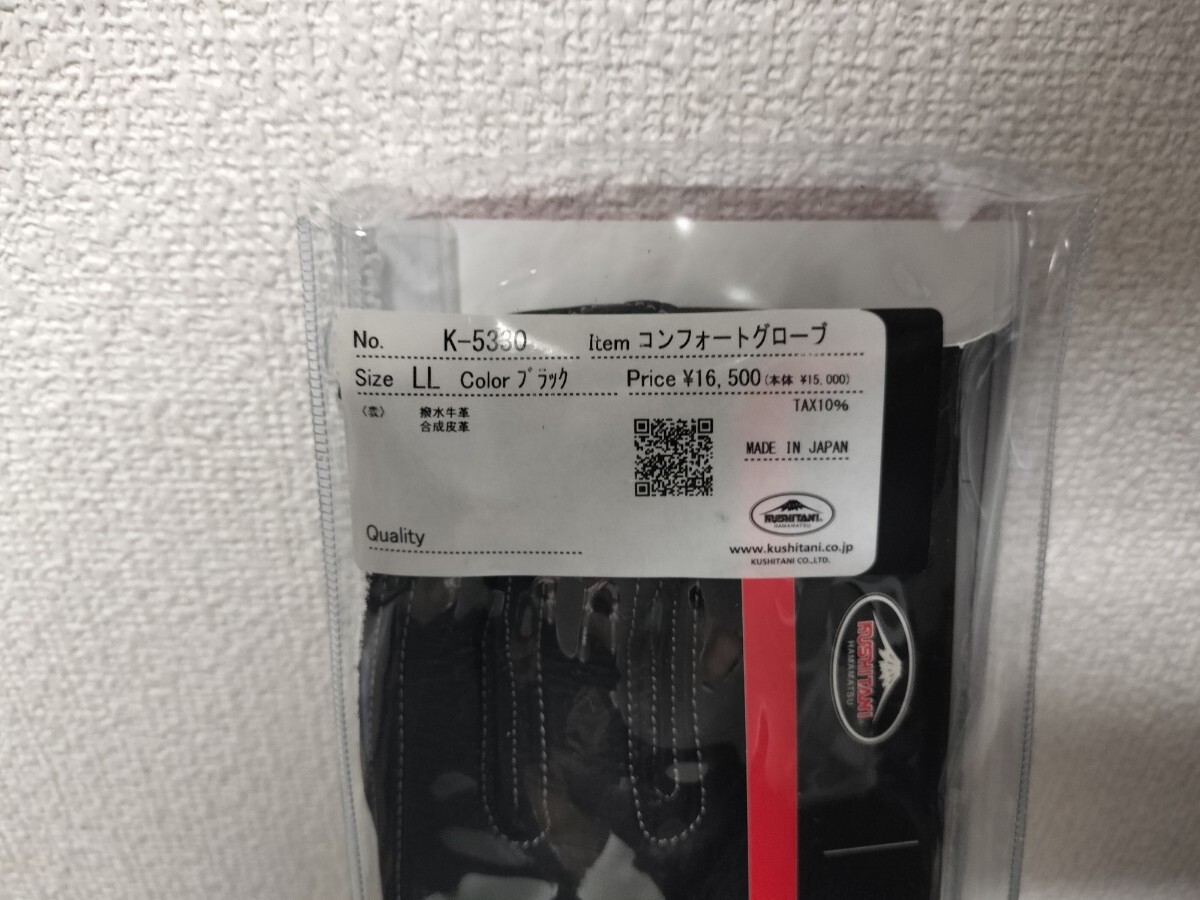 No. K-5330 Item コンフォートグローブ
Size LL Color ブラック Price ¥16,500(本体 ¥15,000)
TAX10%
〈表〉 撥水牛革
合成皮革
MADE IN JAPAN
KUSHITANI
HAMAMATSU
Quality
www.kushitani.co.jp
KUSHITANI CO.,LTD.
KUSHITANI
HAMAMATSU